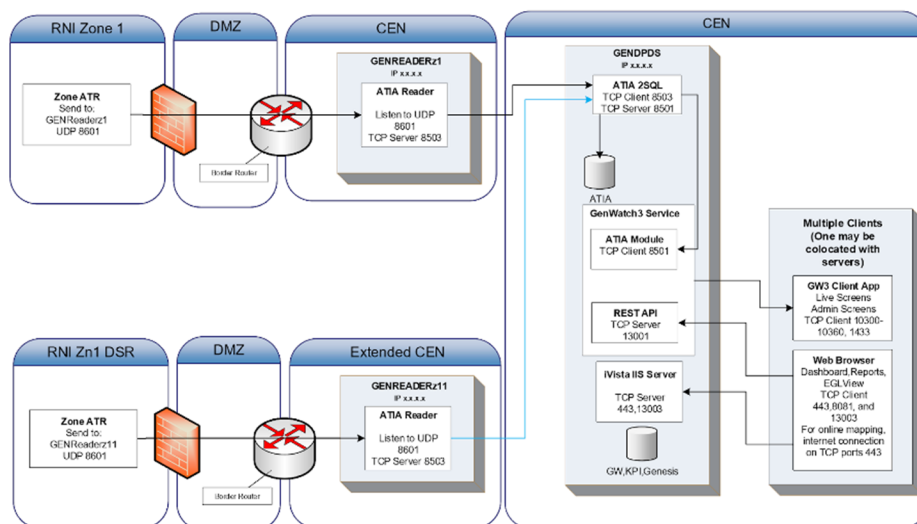 RNI Zone 1
DMZ
CEN
CEN
Zone ATR
Send to:
GENReaderz1
UDP 8601
Border Router
GENREADERz1
IP x.x.x.x
ATIA Reader
Listen to UDP
8601
TCP Server 8503
GENDPDS
IP x.x.x.x
ATIA 2SQL
TCP Client 8503
TCP Server 8501
ATIA
GenWatch3 Service
ATIA Module
TCP Client 8501
REST API
TCP Server
13001
iVista IIS Server
TCP Server
443,13003
GW,KPI,Genesis
Multiple Clients
(One may be
colocated with
servers)
GW3 Client App
Live Screens
Admin Screens
TCP Client 10300-
10360, 1433
Web Browser
Dashboard,Reports,
EGLView
TCP Client
443,8081, and
13003
For online mapping,
internet connection
on TCP ports 443
RNI Zn1 DSR
DMZ
Extended CEN
Zone ATR
Send to:
GENReaderz11
UDP 8601
Border Router
GENREADERz11
IP x.x.x.x
ATIA Reader
Listen to UDP
8601
TCP Server 8503